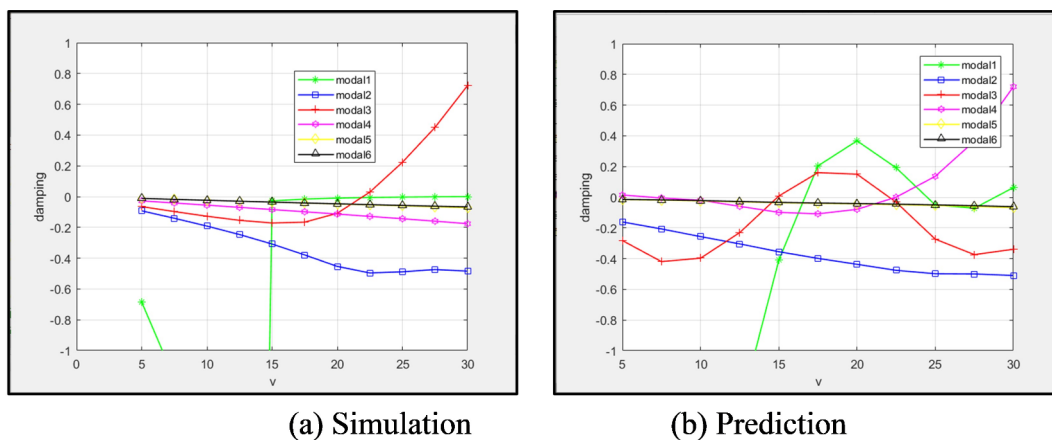 1
0.8
0.6
0.4
0.2
0
-0.2
-0.4
-0.6
-0.8
-1
damping
0 5 10 15 20 25 30
v
modal1
modal2
modal3
modal4
modal5
modal6
1
0.8
0.6
0.4
0.2
0
-0.2
-0.4
-0.6
-0.8
-1
damping
5 10 15 20 25 30
v
modal1
modal2
modal3
modal4
modal5
modal6
(a) Simulation
(b) Prediction